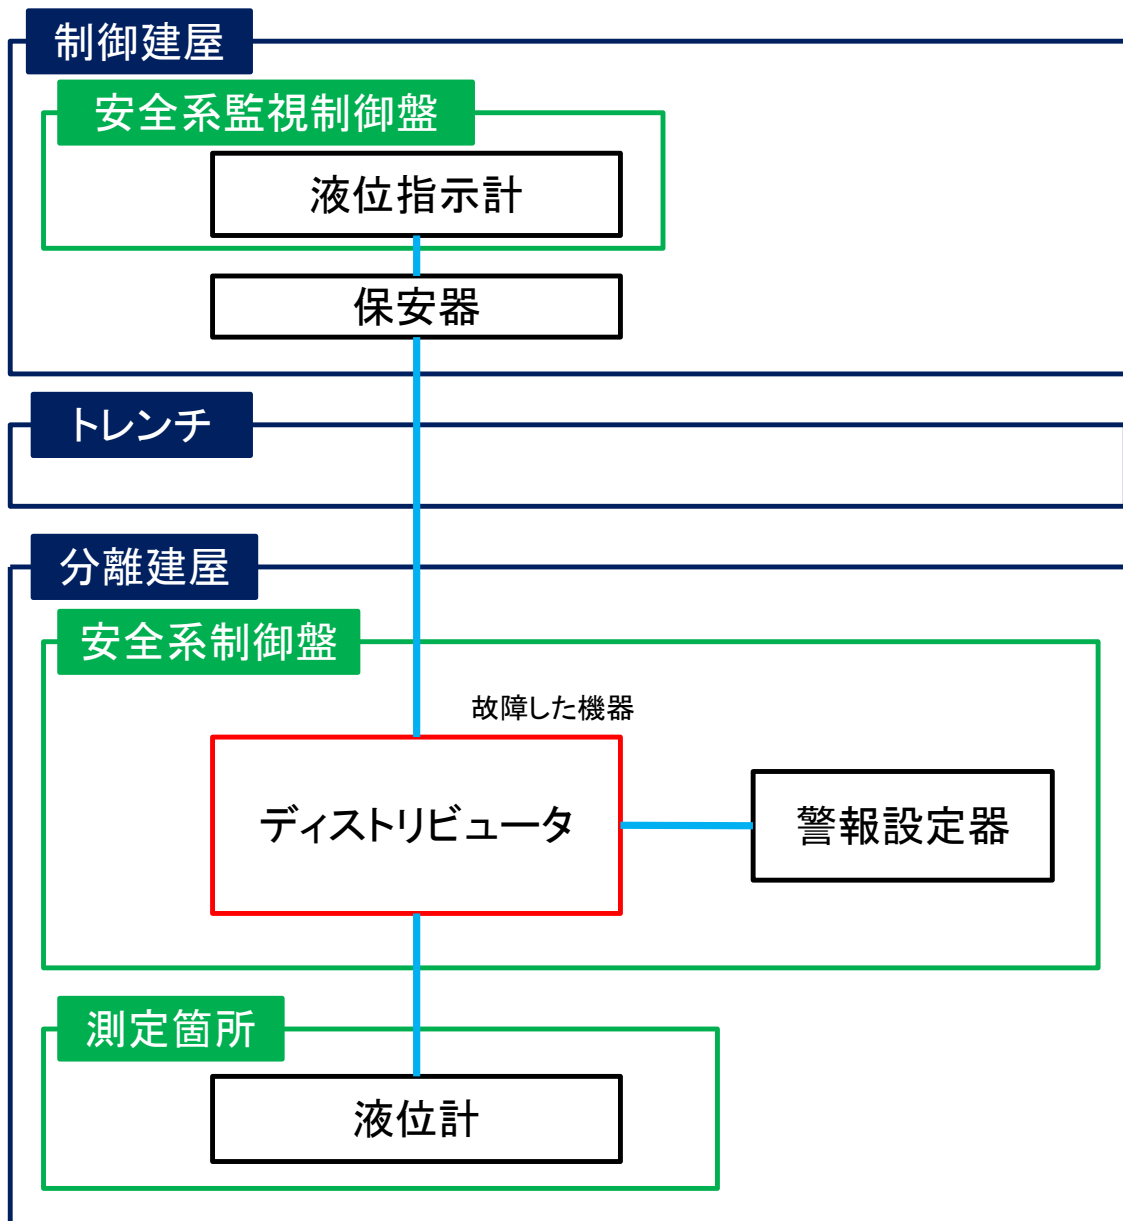 制御建屋
安全系監視制御盤
液位指示計
保安器
トレンチ
分離建屋
安全系制御盤
故障した機器
ディストリビュータ
警報設定器
測定箇所
液位計